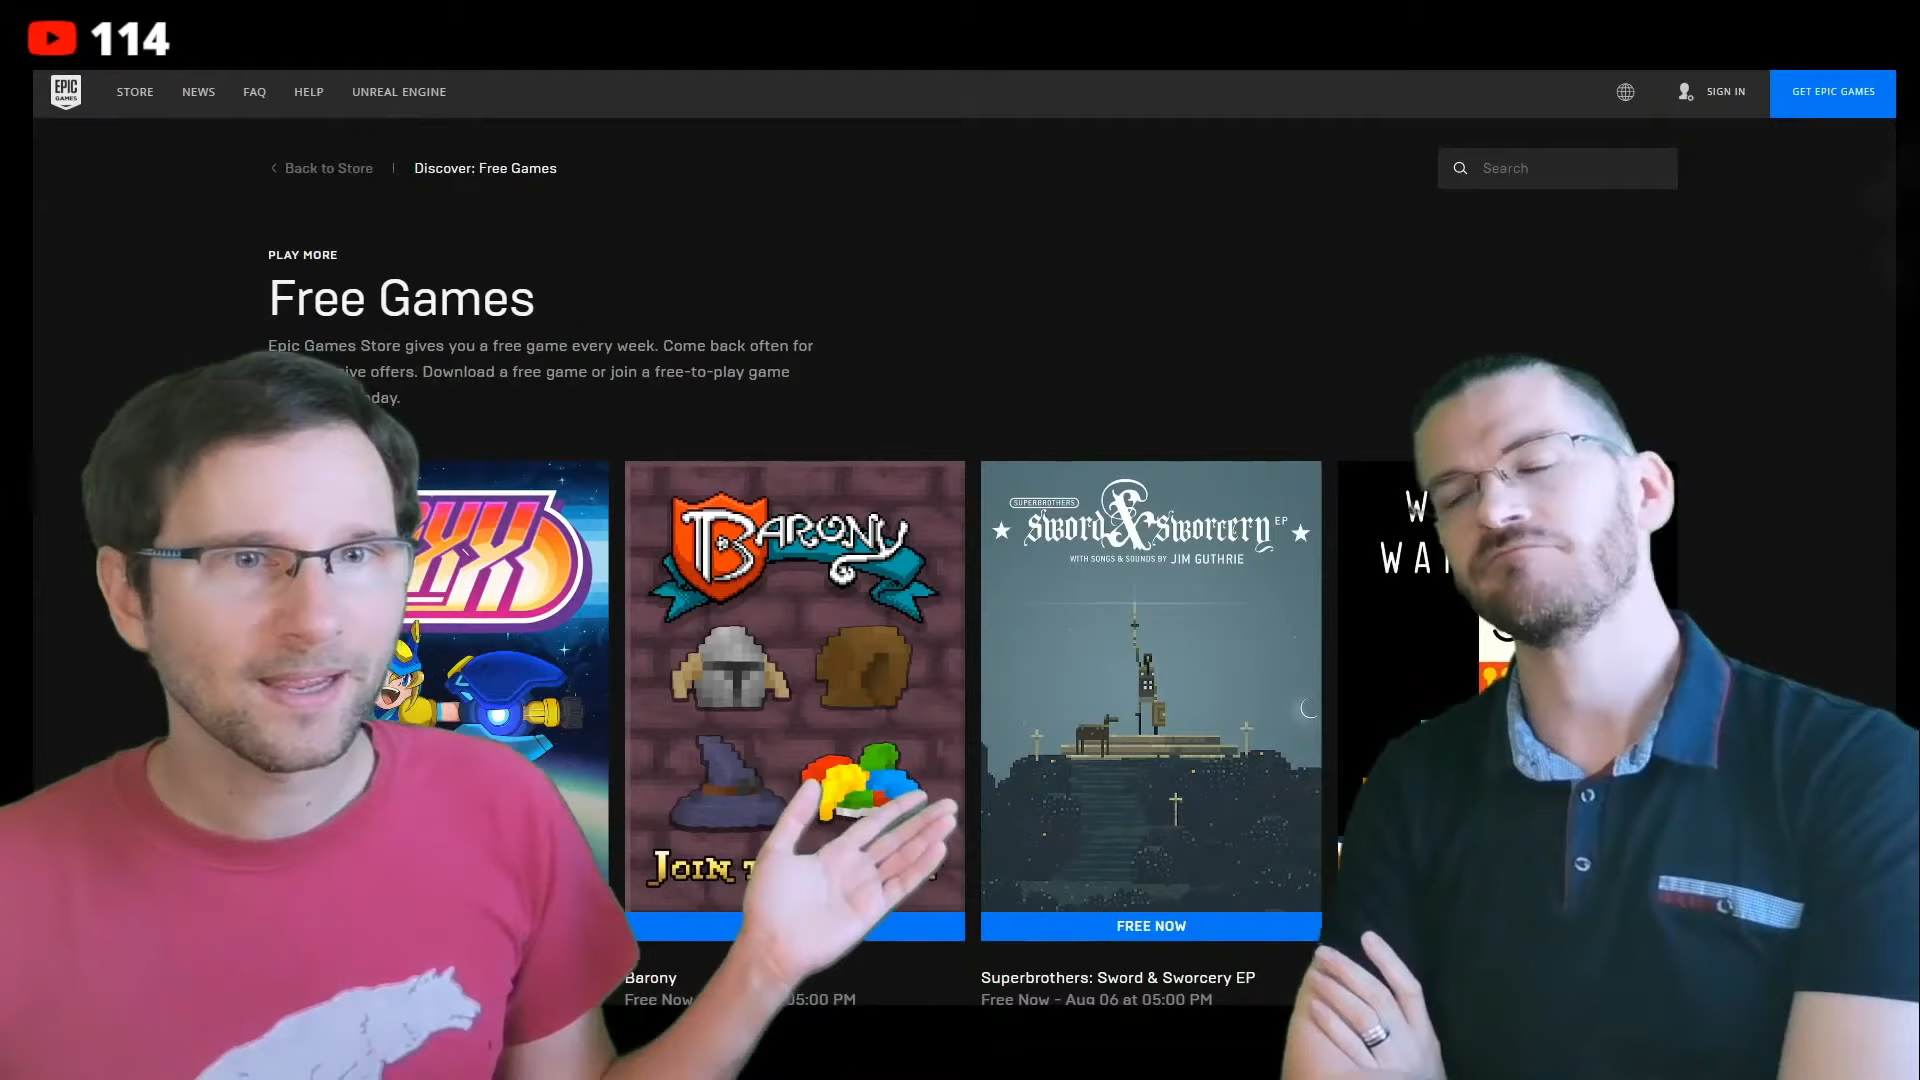 114
EPIC
GAMES
STORE
NEWS
FAQ
HELP
UNREAL ENGINE
SIGN IN
GET EPIC GAMES
Back to Store
Discover: Free Games
Search
PLAY MORE
Free Games
Epic Games Store gives you a free game every week. Come back often for
offers. Download a free game or join a free-to-play game
BARONY
JOIN
SUPERBROTHERS
Sword & Sworcery EP
WITH SONGS & SOUNDS BY JIM GUTHRIE
FREE NOW
Barony
Free Now
05:00 PM
Superbrothers: Sword & Sworcery EP
Free Now - Aug 06 at 05:00 PM